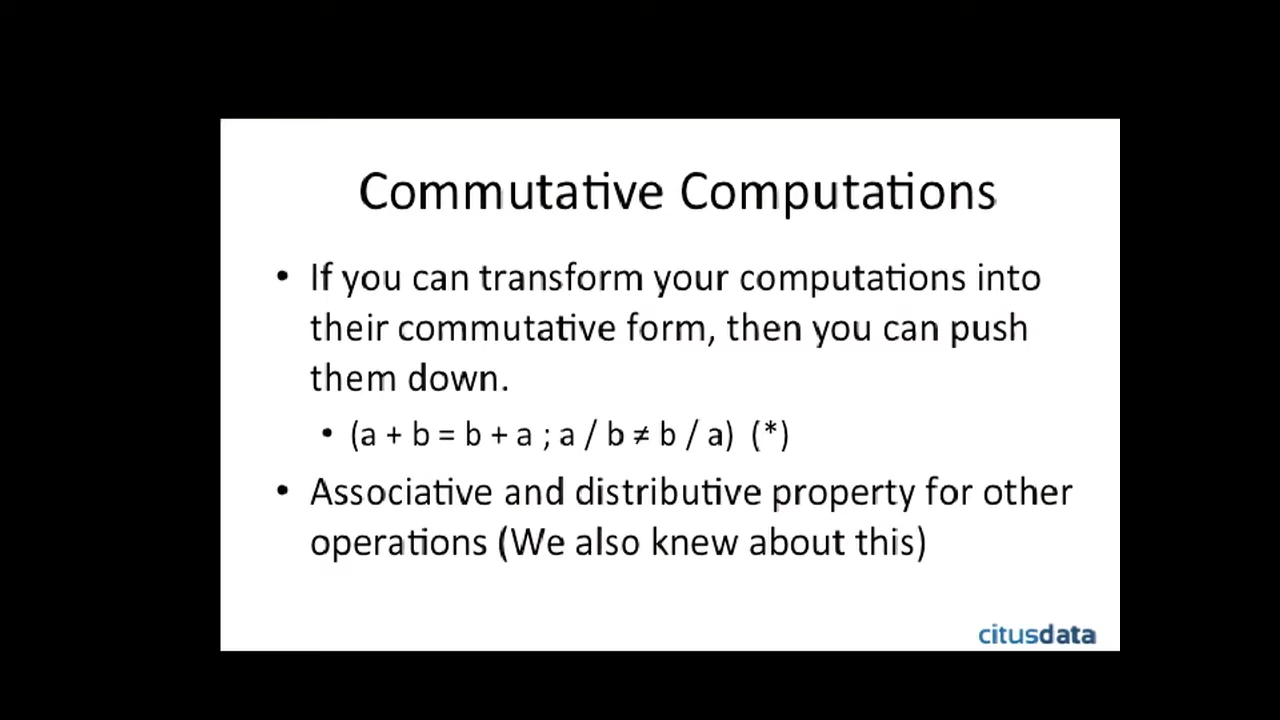 Commutative Computations
• If you can transform your computations into
their commutative form, then you can push
them down.
• (a + b = b + a ; a / b ≠ b / a) (*)
• Associative and distributive property for other
operations (We also knew about this)
citusdata